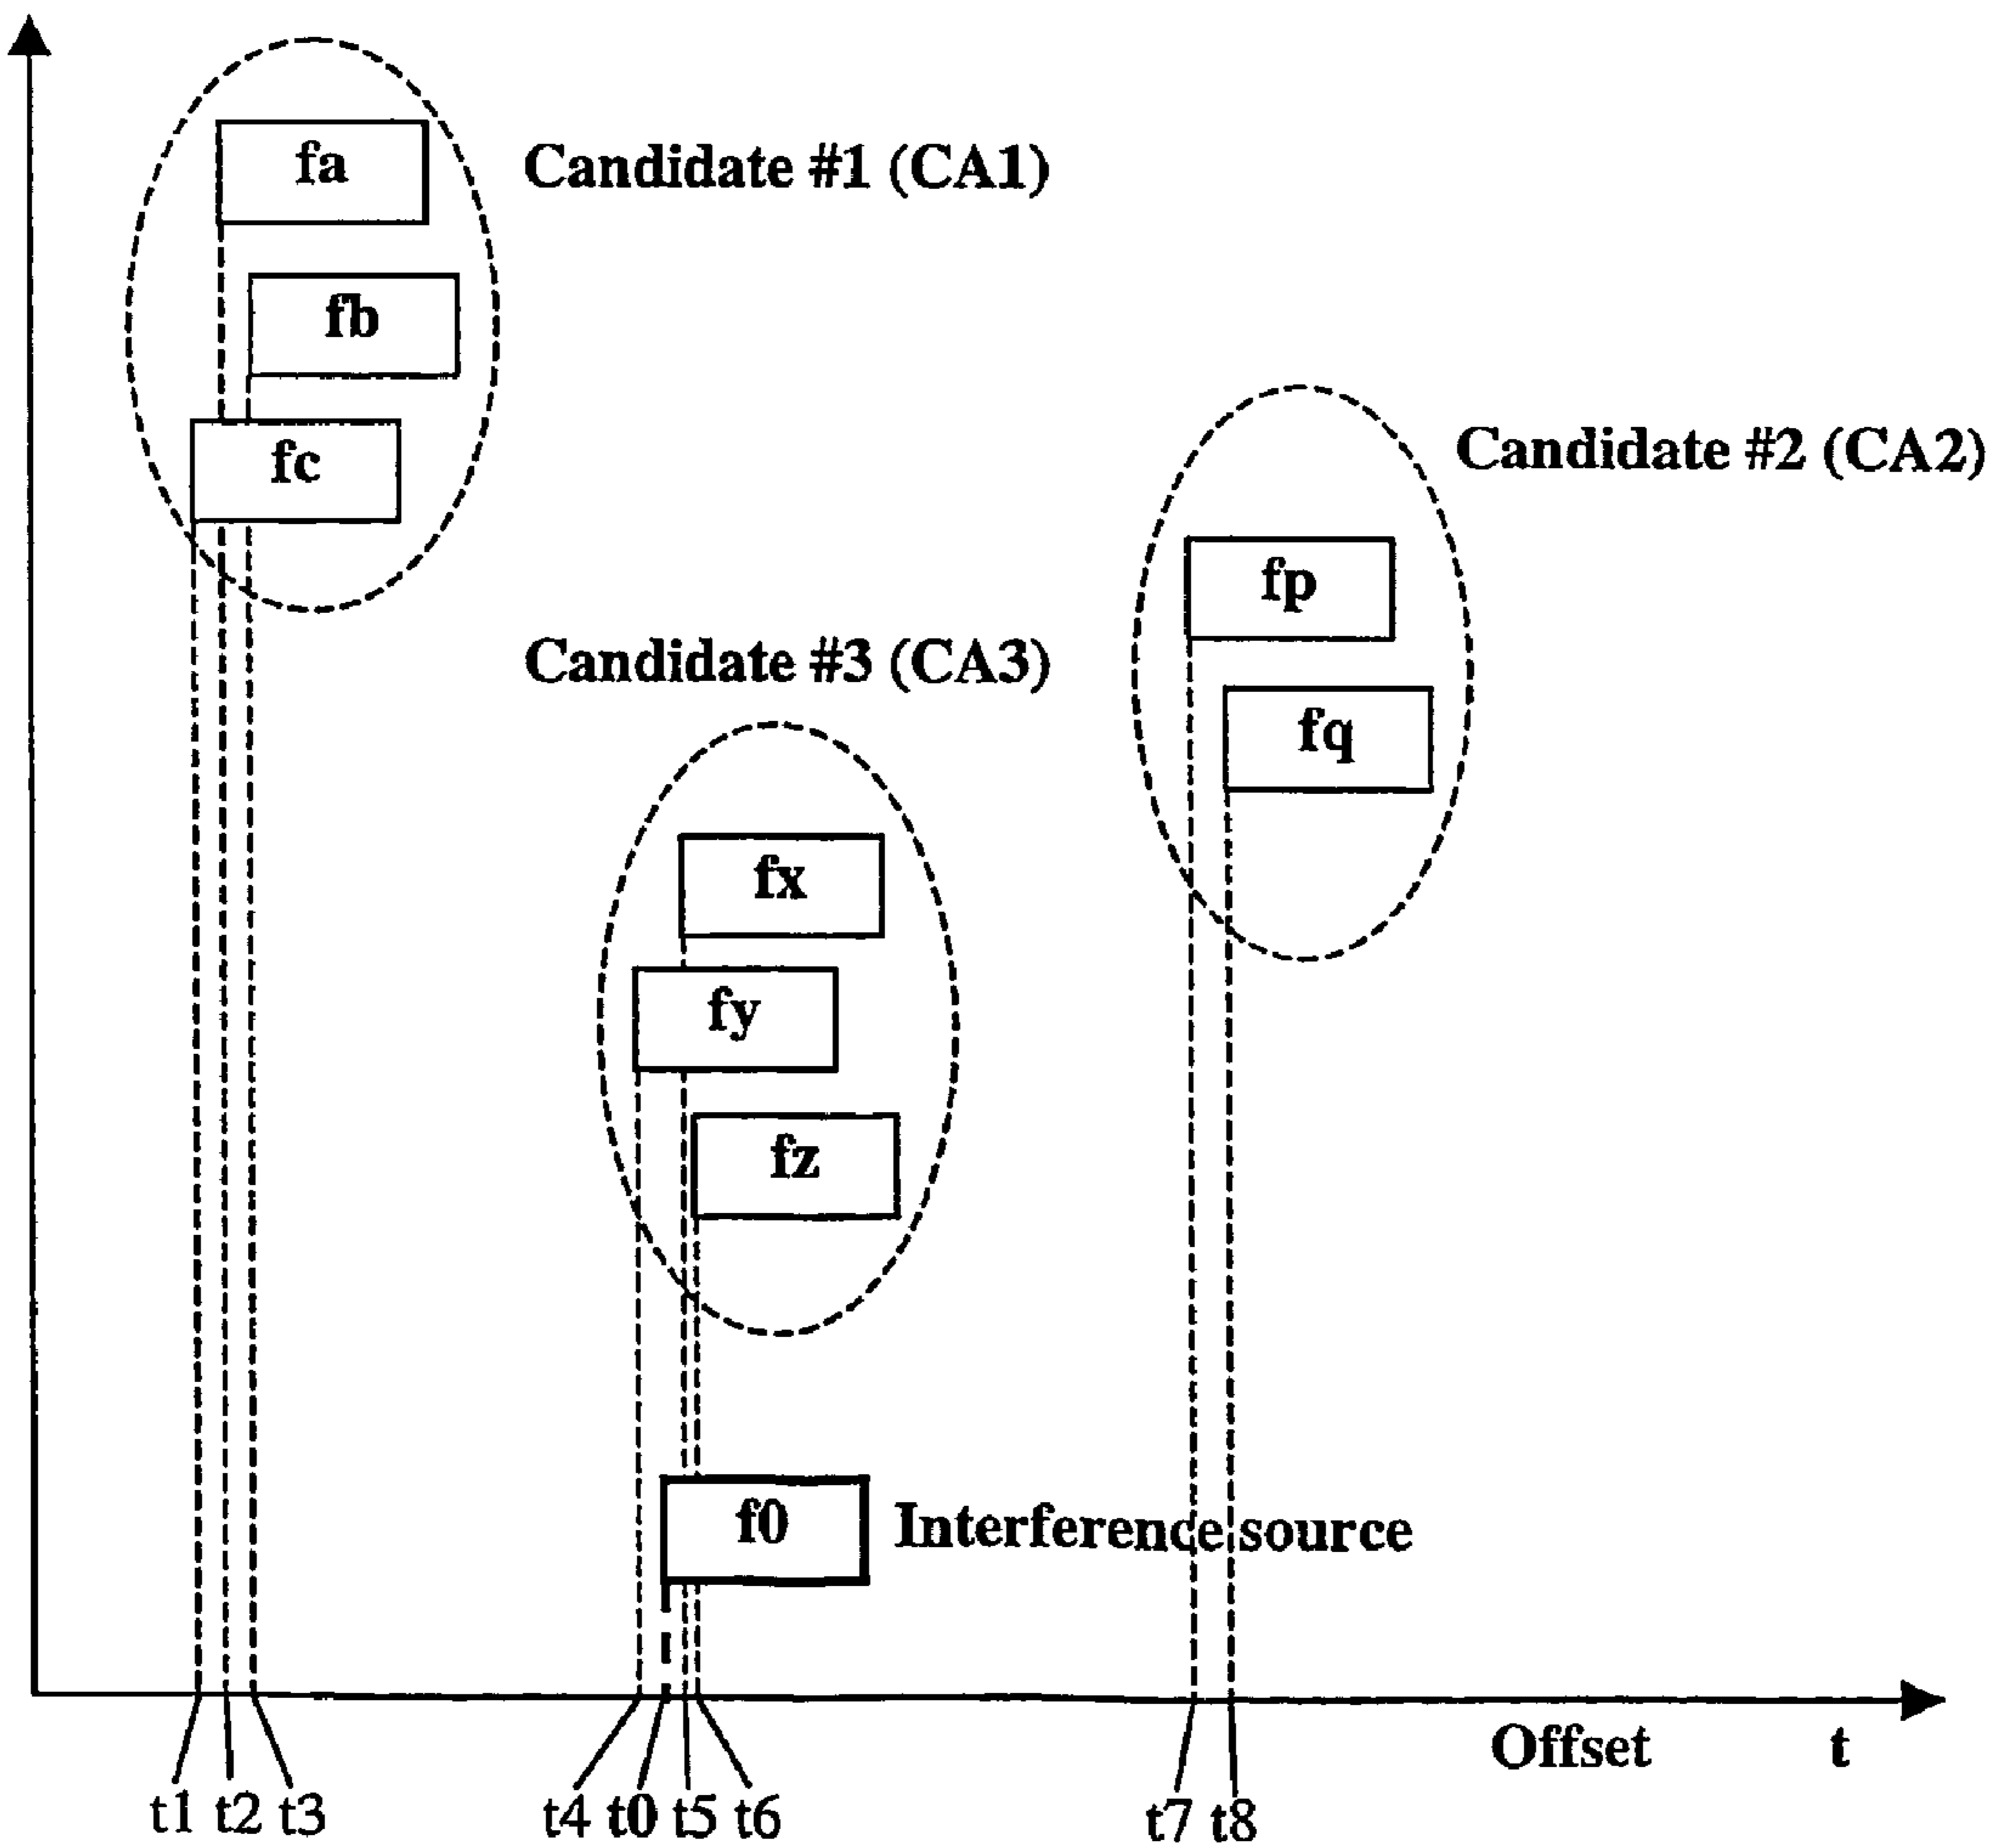 fa
Candidate #1 (CA1)
fb
fc
Candidate #2 (CA2)
fp
Candidate #3 (CA3)
fq
fx
fy
fz
f0 Interference source
Offset t
t1 t2 t3 t4 t0 t5 t6 t7 t8